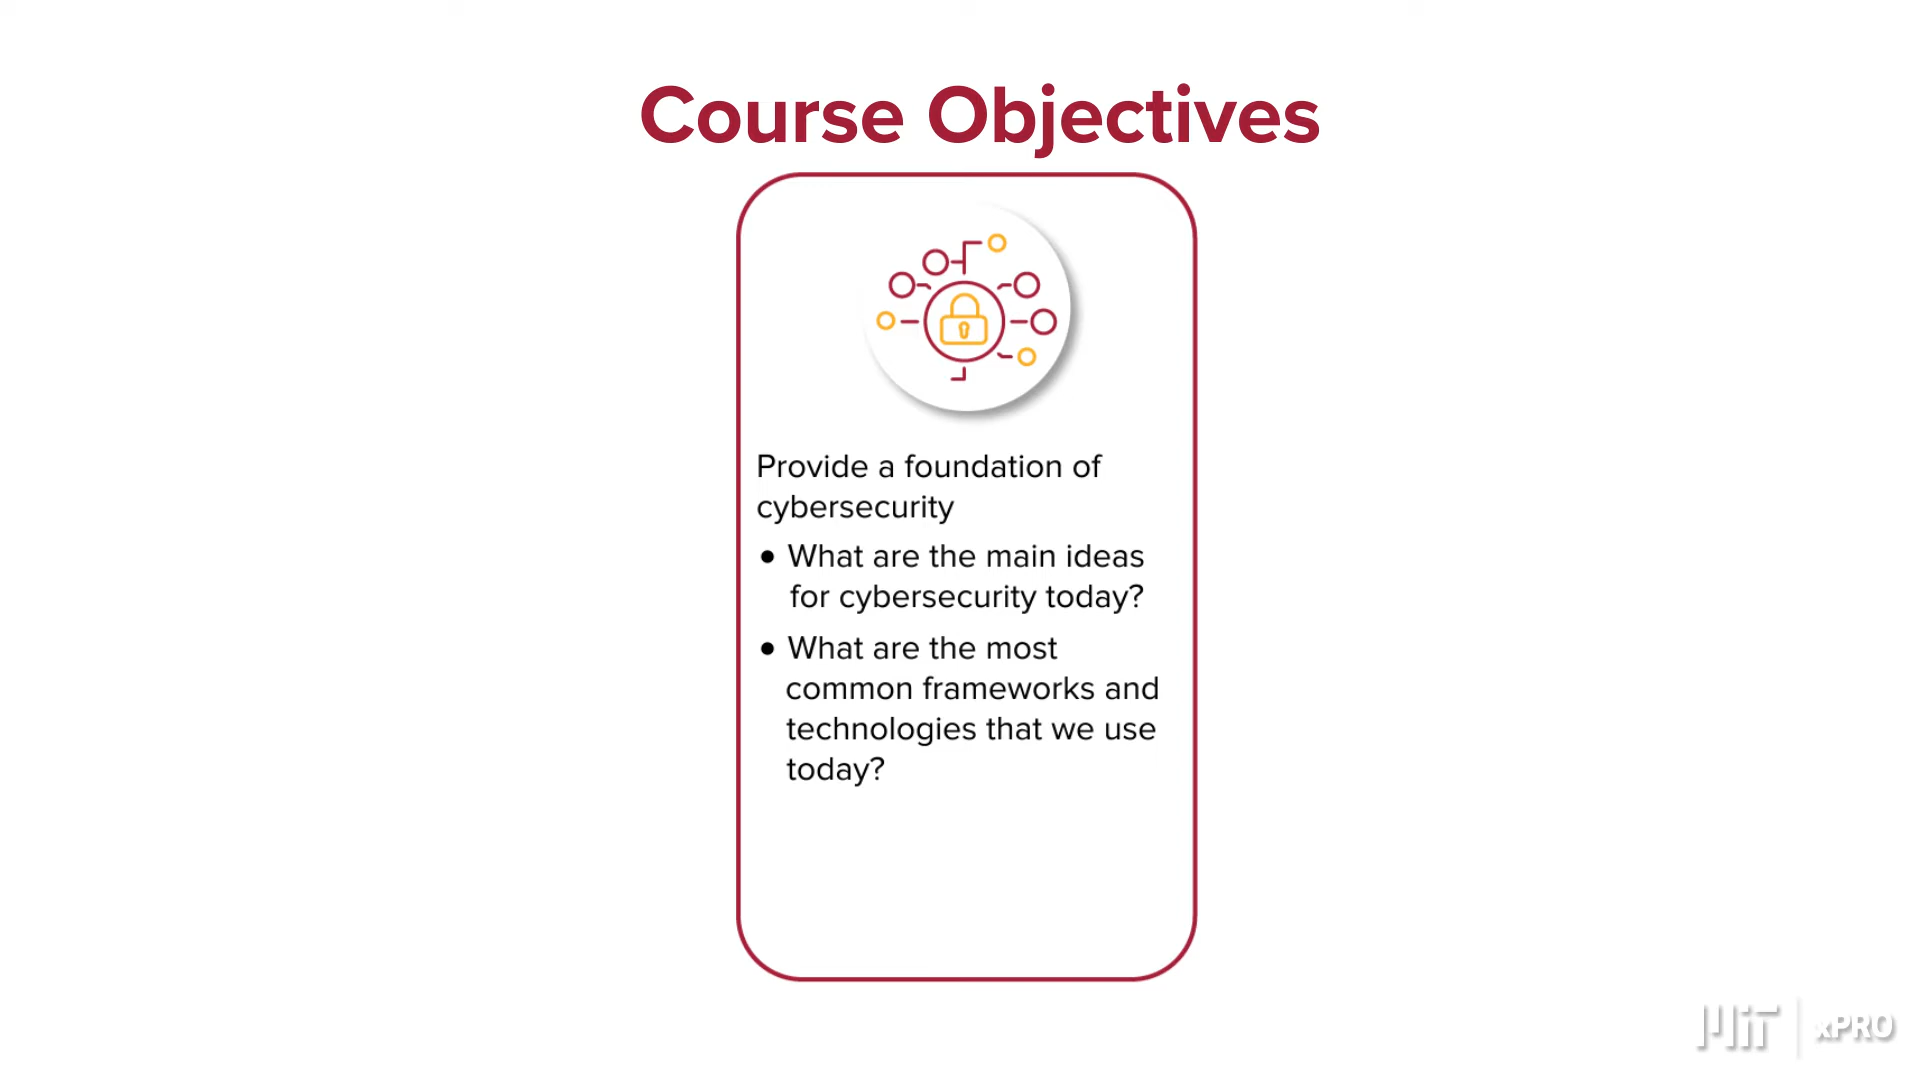 Course Objectives
Provide a foundation of
cybersecurity
• What are the main ideas
for cybersecurity today?
• What are the most
common frameworks and
technologies that we use
today?
MIT xPRO